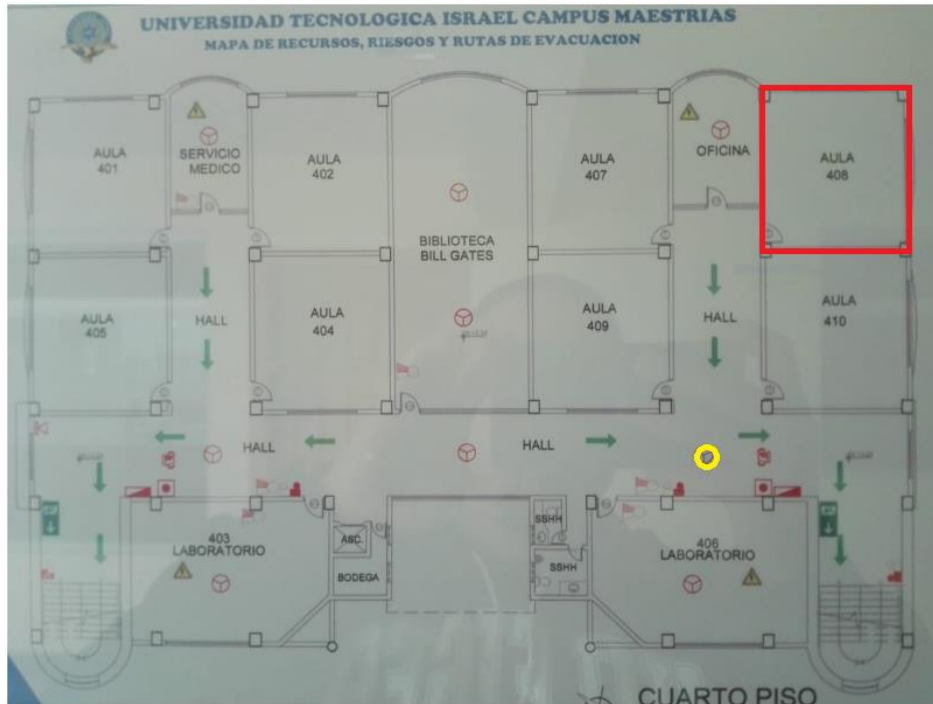 UNIVERSIDAD TECNOLOGICA ISRAEL CAMPUS MAESTRIAS
MAPA DE RECURSOS, RIESGOS Y RUTAS DE EVACUACION
AULA
401
SERVICIO
MEDICO
AULA
402
BIBLIOTECA
BILL GATES
AULA
407
OFICINA
AULA
408
AULA
405
HALL
AULA
404
AULA
409
HALL
AULA
410
HALL
HALL
403
LABORATORIO
ASC.
BODEGA
SSHH
SSHH
406
LABORATORIO
CUARTO PISO